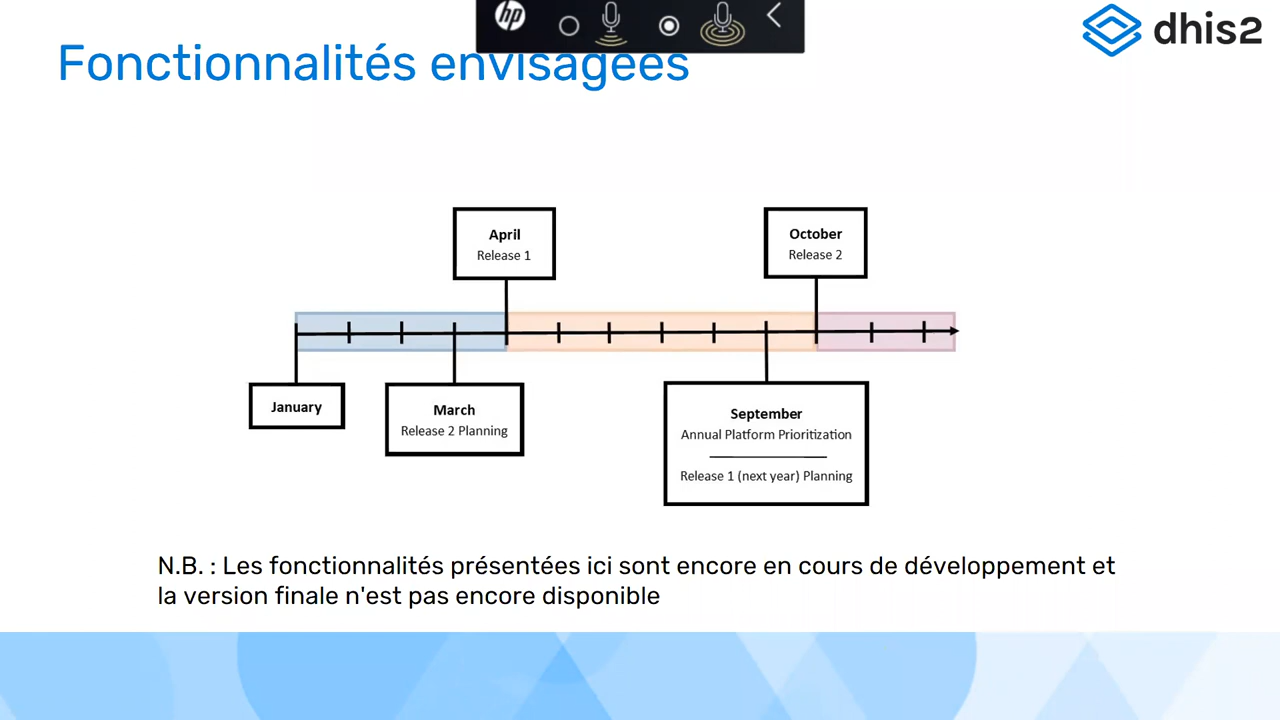 hp
dhis2
Fonctionnalités envisagées
April
Release 1
October
Release 2
January
March
Release 2 Planning
September
Annual Platform Prioritization
Release 1 (next year) Planning
N.B. : Les fonctionnalités présentées ici sont encore en cours de développement et
la version finale n'est pas encore disponible